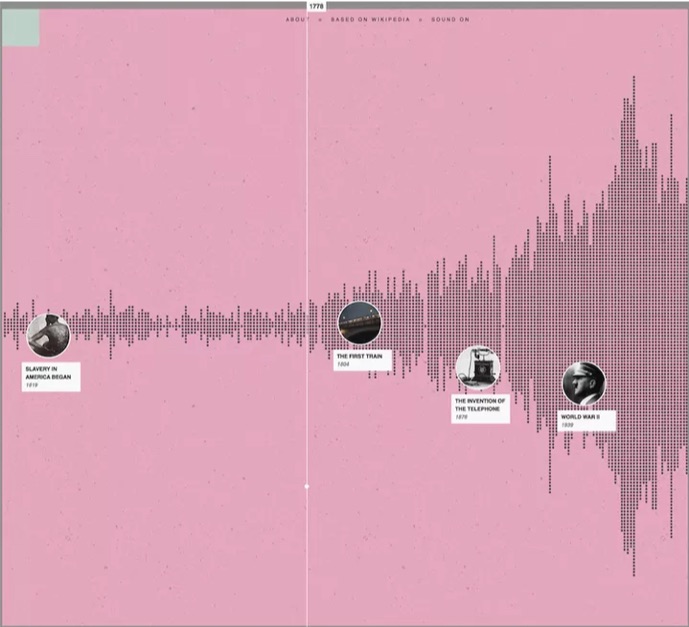 1778
ABOUT × BASED ON WIKIPEDIA × SOUND ON
SLAVERY IN
AMERICA BEGAN
1619
THE FIRST TRAIN
1804
THE INVENTION OF
THE TELEPHONE
1876
WORLD WAR II
1939